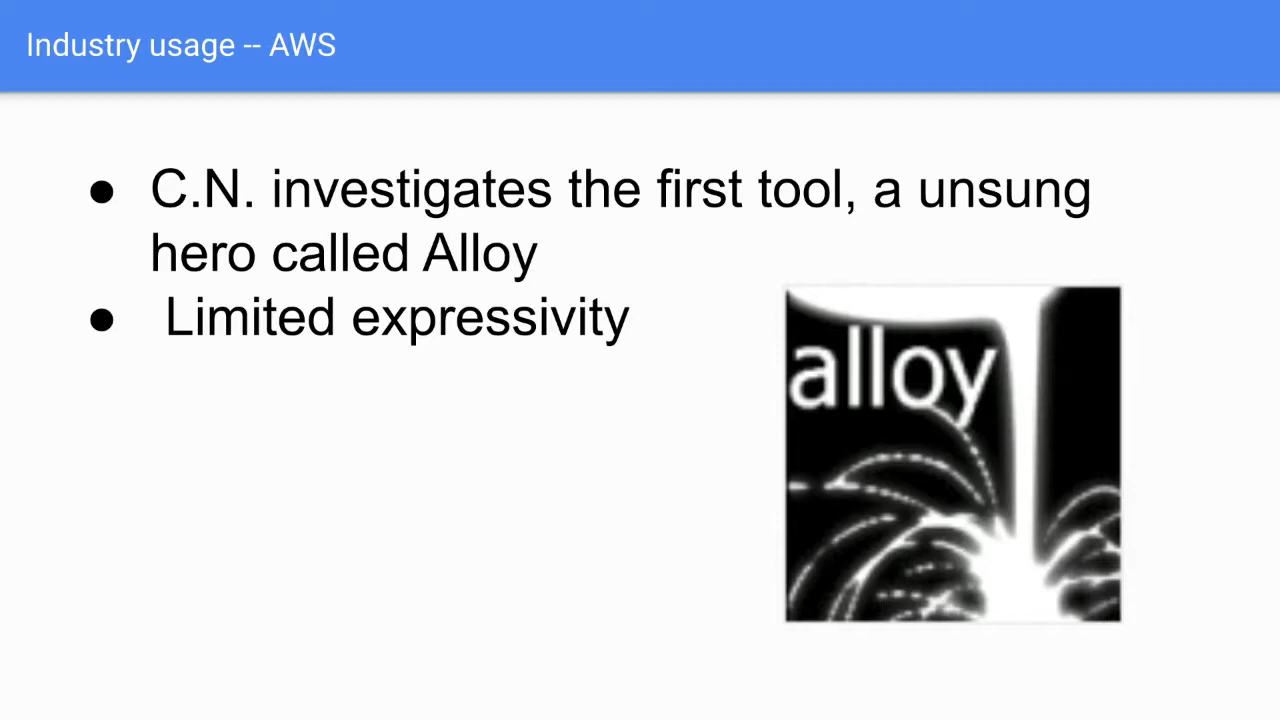 Industry usage -- AWS
● C.N. investigates the first tool, a unsung
hero called Alloy
● Limited expressivity
alloy